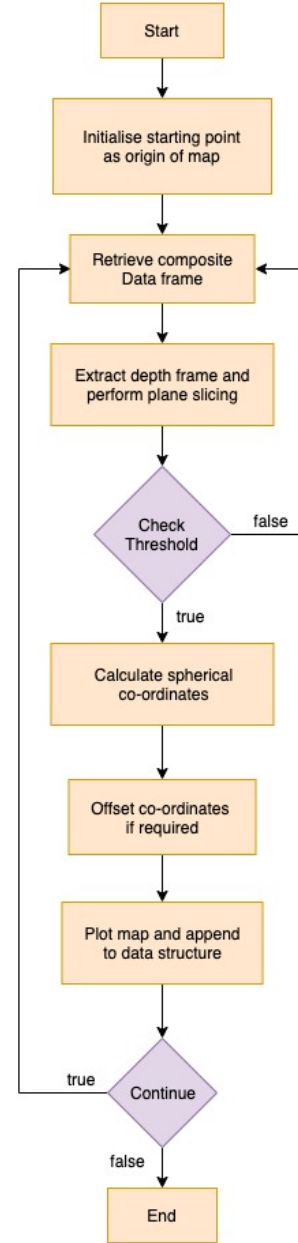 Start
Initialise starting point
as origin of map
Retrieve composite
Data frame
Extract depth frame and
perform plane slicing
Check
Threshold
false
true
Calculate spherical
co-ordinates
Offset co-ordinates
if required
Plot map and append
to data structure
true
Continue
false
End